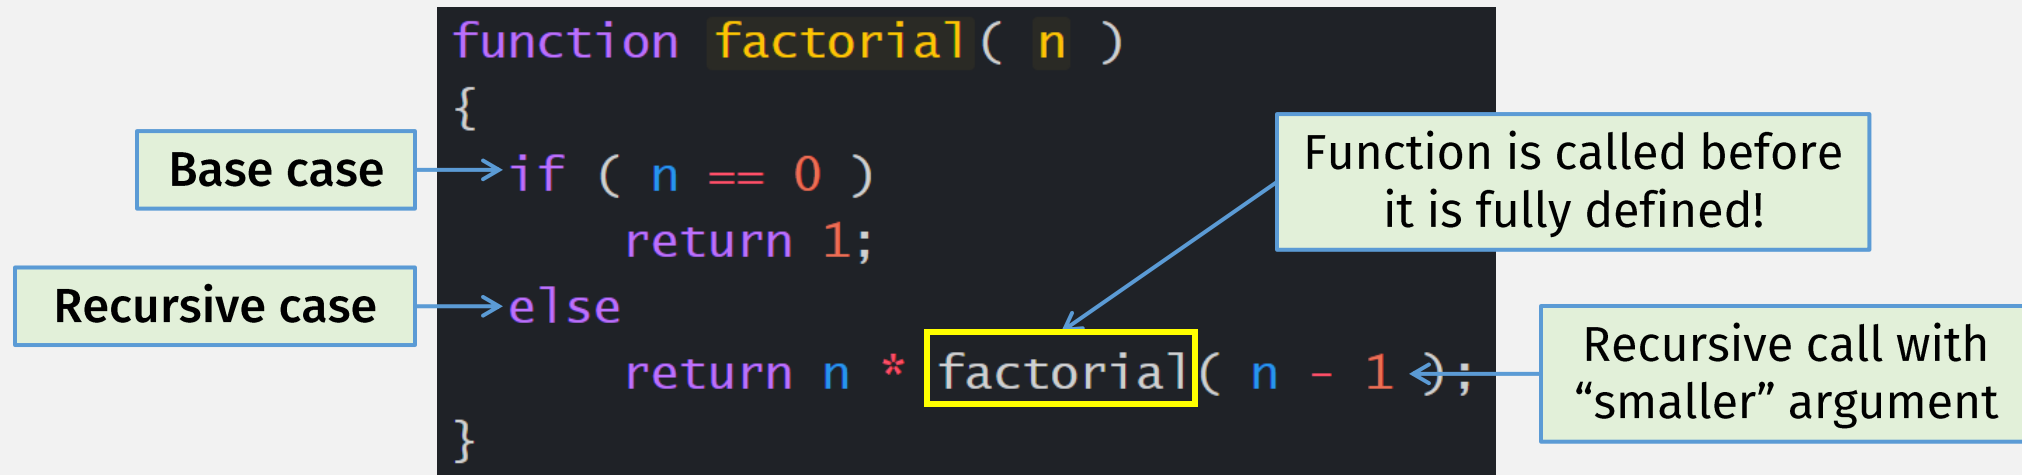 function factorial( n )
{
Base case
if ( n == 0 )
return 1;
Function is called before
it is fully defined!
Recursive case
else
return n * factorial( n - 1 );
Recursive call with
“smaller” argument
}